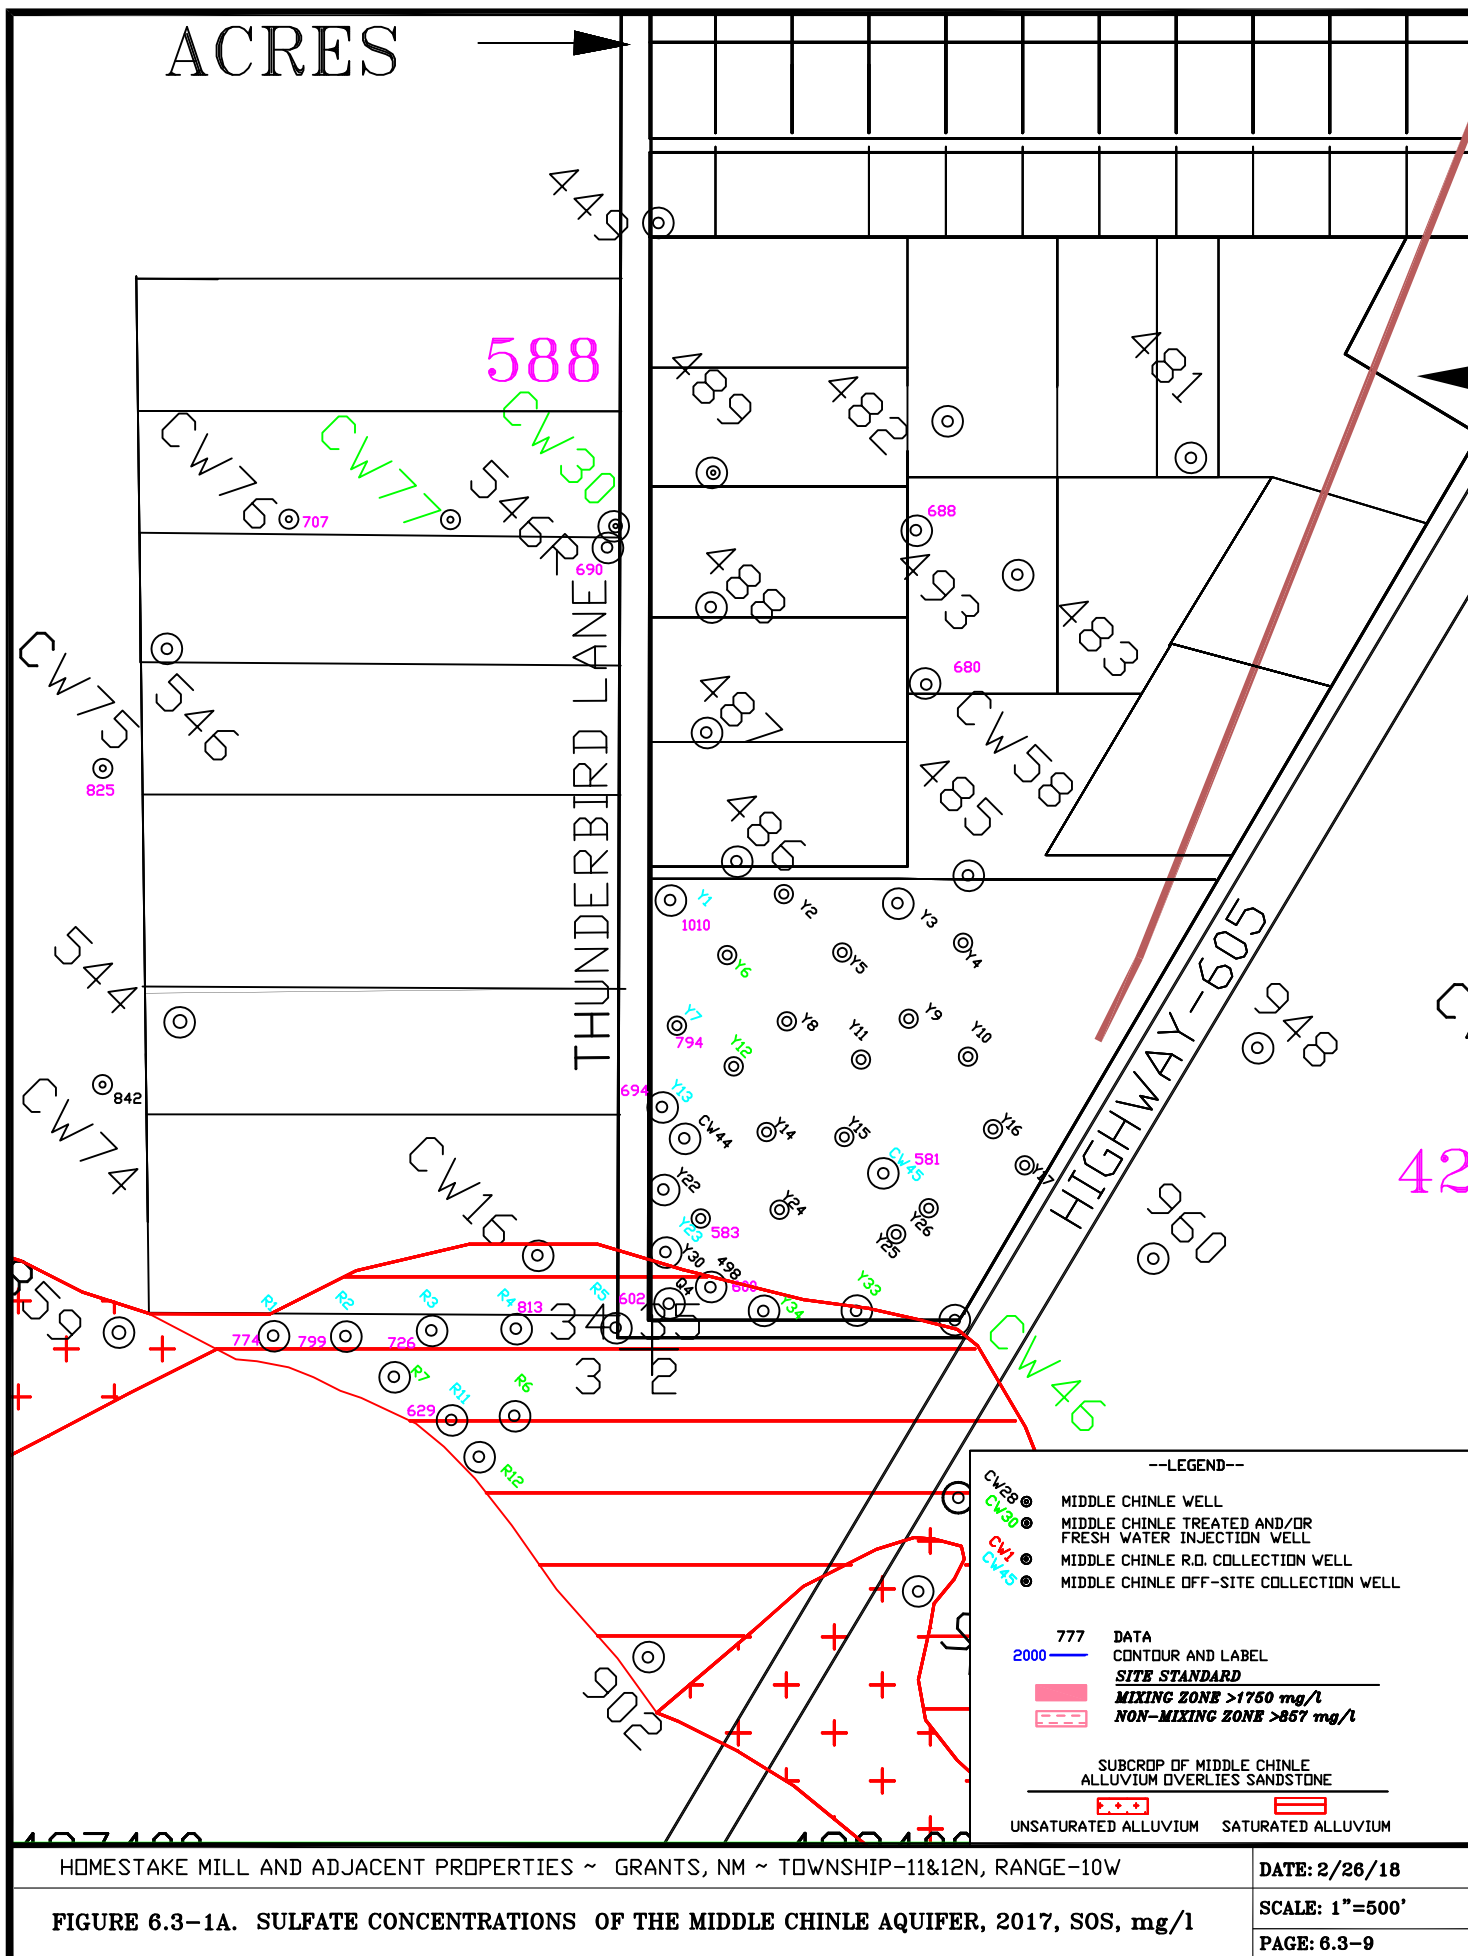 ACRES
449
588
489
482
481
CW76
CW77
546R
CW30
707
690
688
488
493
483
CW75
546
680
487
CW58
485
825
THUNDERBIRD LANE
486
Y1
1010
Y2
Y3
Y4
Y5
Y6
544
HIGHWAY-605
948
Y7
794
Y8
Y9
Y10
Y11
Y12
842
CW74
694
Y13
CW44
Y14
Y15
Y16
Y17
CW45
581
42
CW16
Y22
Y23
583
Y24
Y25
Y26
960
Y30
498
600
Q4
602
Y33
Y34
859
R1
R2
R3
R4
813
R5
34
35
3
2
774
799
726
R7
R6
629
R11
R12
CW46
902
--LEGEND--
CW28 MIDDLE CHINLE WELL
CW30 MIDDLE CHINLE TREATED AND/OR
FRESH WATER INJECTION WELL
CW1 MIDDLE CHINLE R.O. COLLECTION WELL
CW45 MIDDLE CHINLE OFF-SITE COLLECTION WELL
777 DATA
2000 CONTOUR AND LABEL
SITE STANDARD
MIXING ZONE >1750 mg/l
NON-MIXING ZONE >857 mg/l
SUBCROP OF MIDDLE CHINLE
ALLUVIUM OVERLIES SANDSTONE
UNSATURATED ALLUVIUM SATURATED ALLUVIUM
HOMESTAKE MILL AND ADJACENT PROPERTIES ~ GRANTS, NM ~ TOWNSHIP-11&12N, RANGE-10W
DATE: 2/26/18
FIGURE 6.3-1A. SULFATE CONCENTRATIONS OF THE MIDDLE CHINLE AQUIFER, 2017, SOS, mg/l
SCALE: 1"=500'
PAGE: 6.3-9